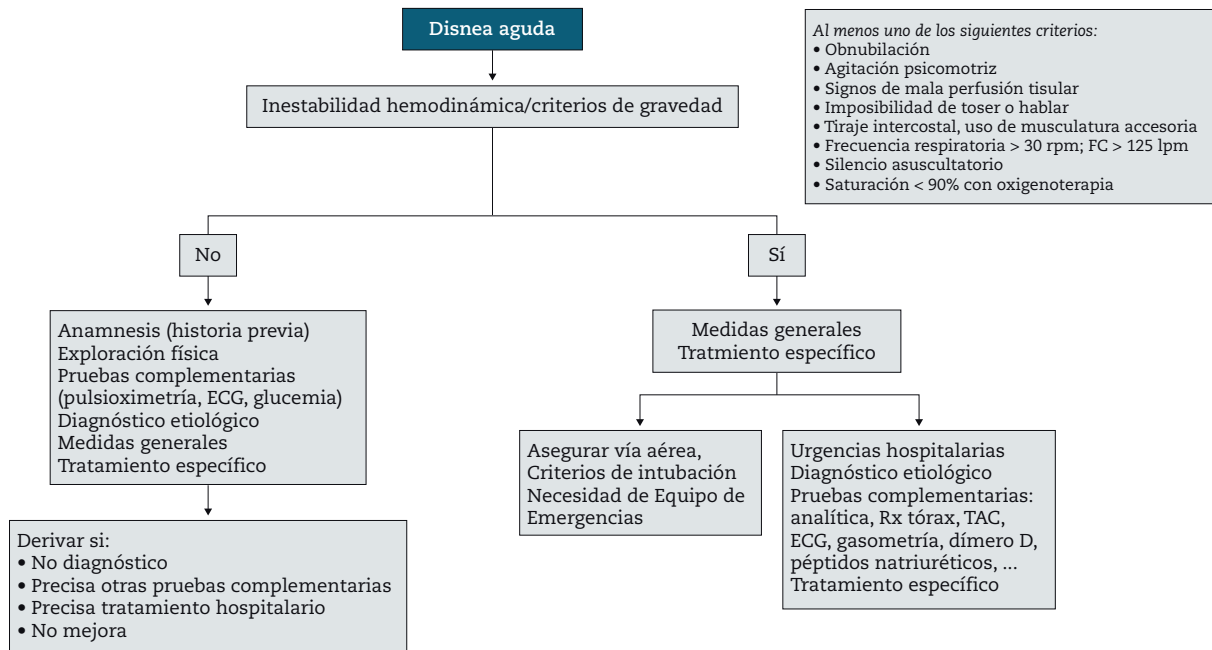 Disnea aguda
Inestabilidad hemodinámica/criterios de gravedad
Al menos uno de los siguientes criterios:
• Obnubilación
• Agitación psicomotriz
• Signos de mala perfusión tisular
• Imposibilidad de toser o hablar
• Tiraje intercostal, uso de musculatura accesoria
• Frecuencia respiratoria > 30 rpm; FC > 125 lpm
• Silencio asuscultatorio
• Saturación < 90% con oxigenoterapia
No
Sí
Anamnesis (historia previa)
Exploración física
Pruebas complementarias
(pulsioximetría, ECG, glucemia)
Diagnóstico etiológico
Medidas generales
Tratamiento específico
Medidas generales
Tratmiento específico
Derivar si:
• No diagnóstico
• Precisa otras pruebas complementarias
• Precisa tratamiento hospitalario
• No mejora
Asegurar vía aérea,
Criterios de intubación
Necesidad de Equipo de
Emergencias
Urgencias hospitalarias
Diagnóstico etiológico
Pruebas complementarias:
analítica, Rx tórax, TAC,
ECG, gasometría, dímero D,
péptidos natriuréticos, ...
Tratamiento específico